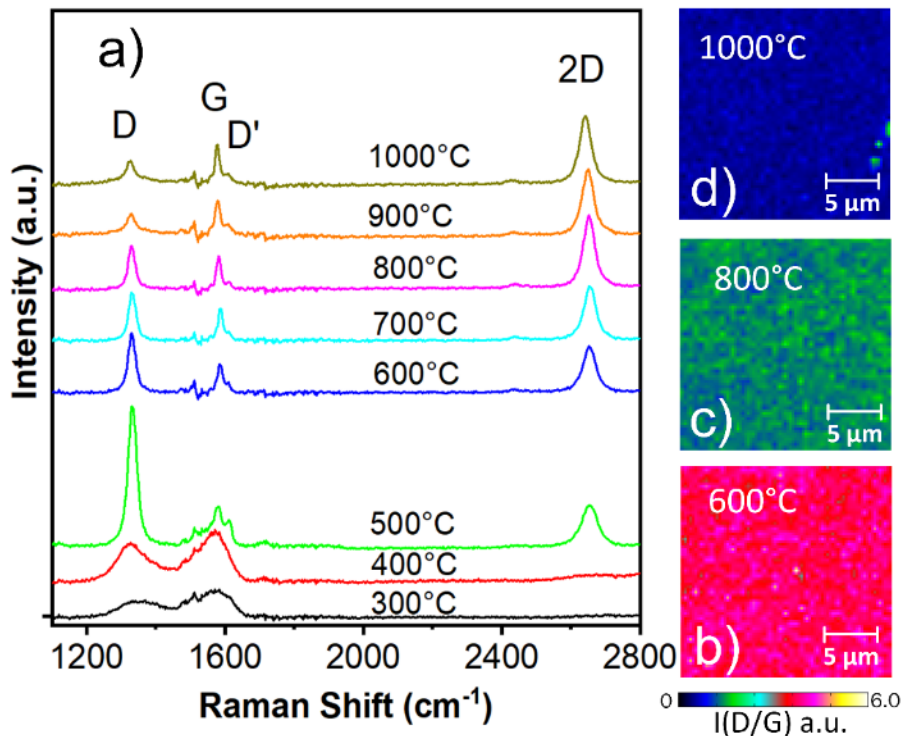 a)
D
G
D'
2D
1000°C
900°C
800°C
700°C
600°C
500°C
400°C
300°C
Intensity (a.u.)
1200
1600
2000
2400
2800
Raman Shift (cm⁻¹)
1000°C
d)
5 μm
800°C
c)
5 μm
600°C
b)
5 μm
0
6.0
I(D/G) a.u.